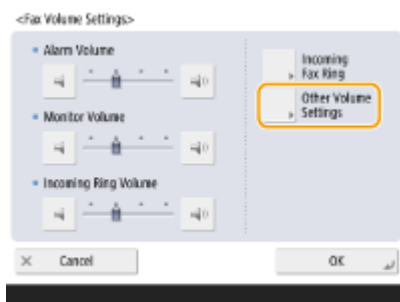 <Fax Volume Settings>
Alarm Volume
Monitor Volume
Incoming Ring Volume
Incoming
Fax Ring
Other Volume
Settings
Cancel
OK